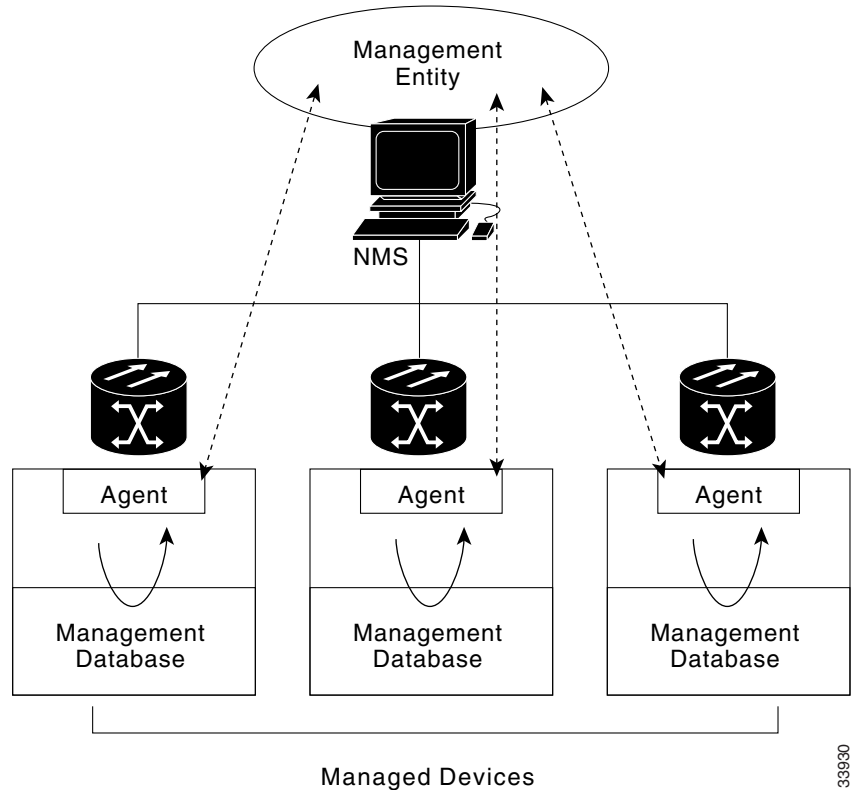 Management
Entity
NMS
Agent
Agent
Agent
Management
Database
Management
Database
Management
Database
Managed Devices
33930